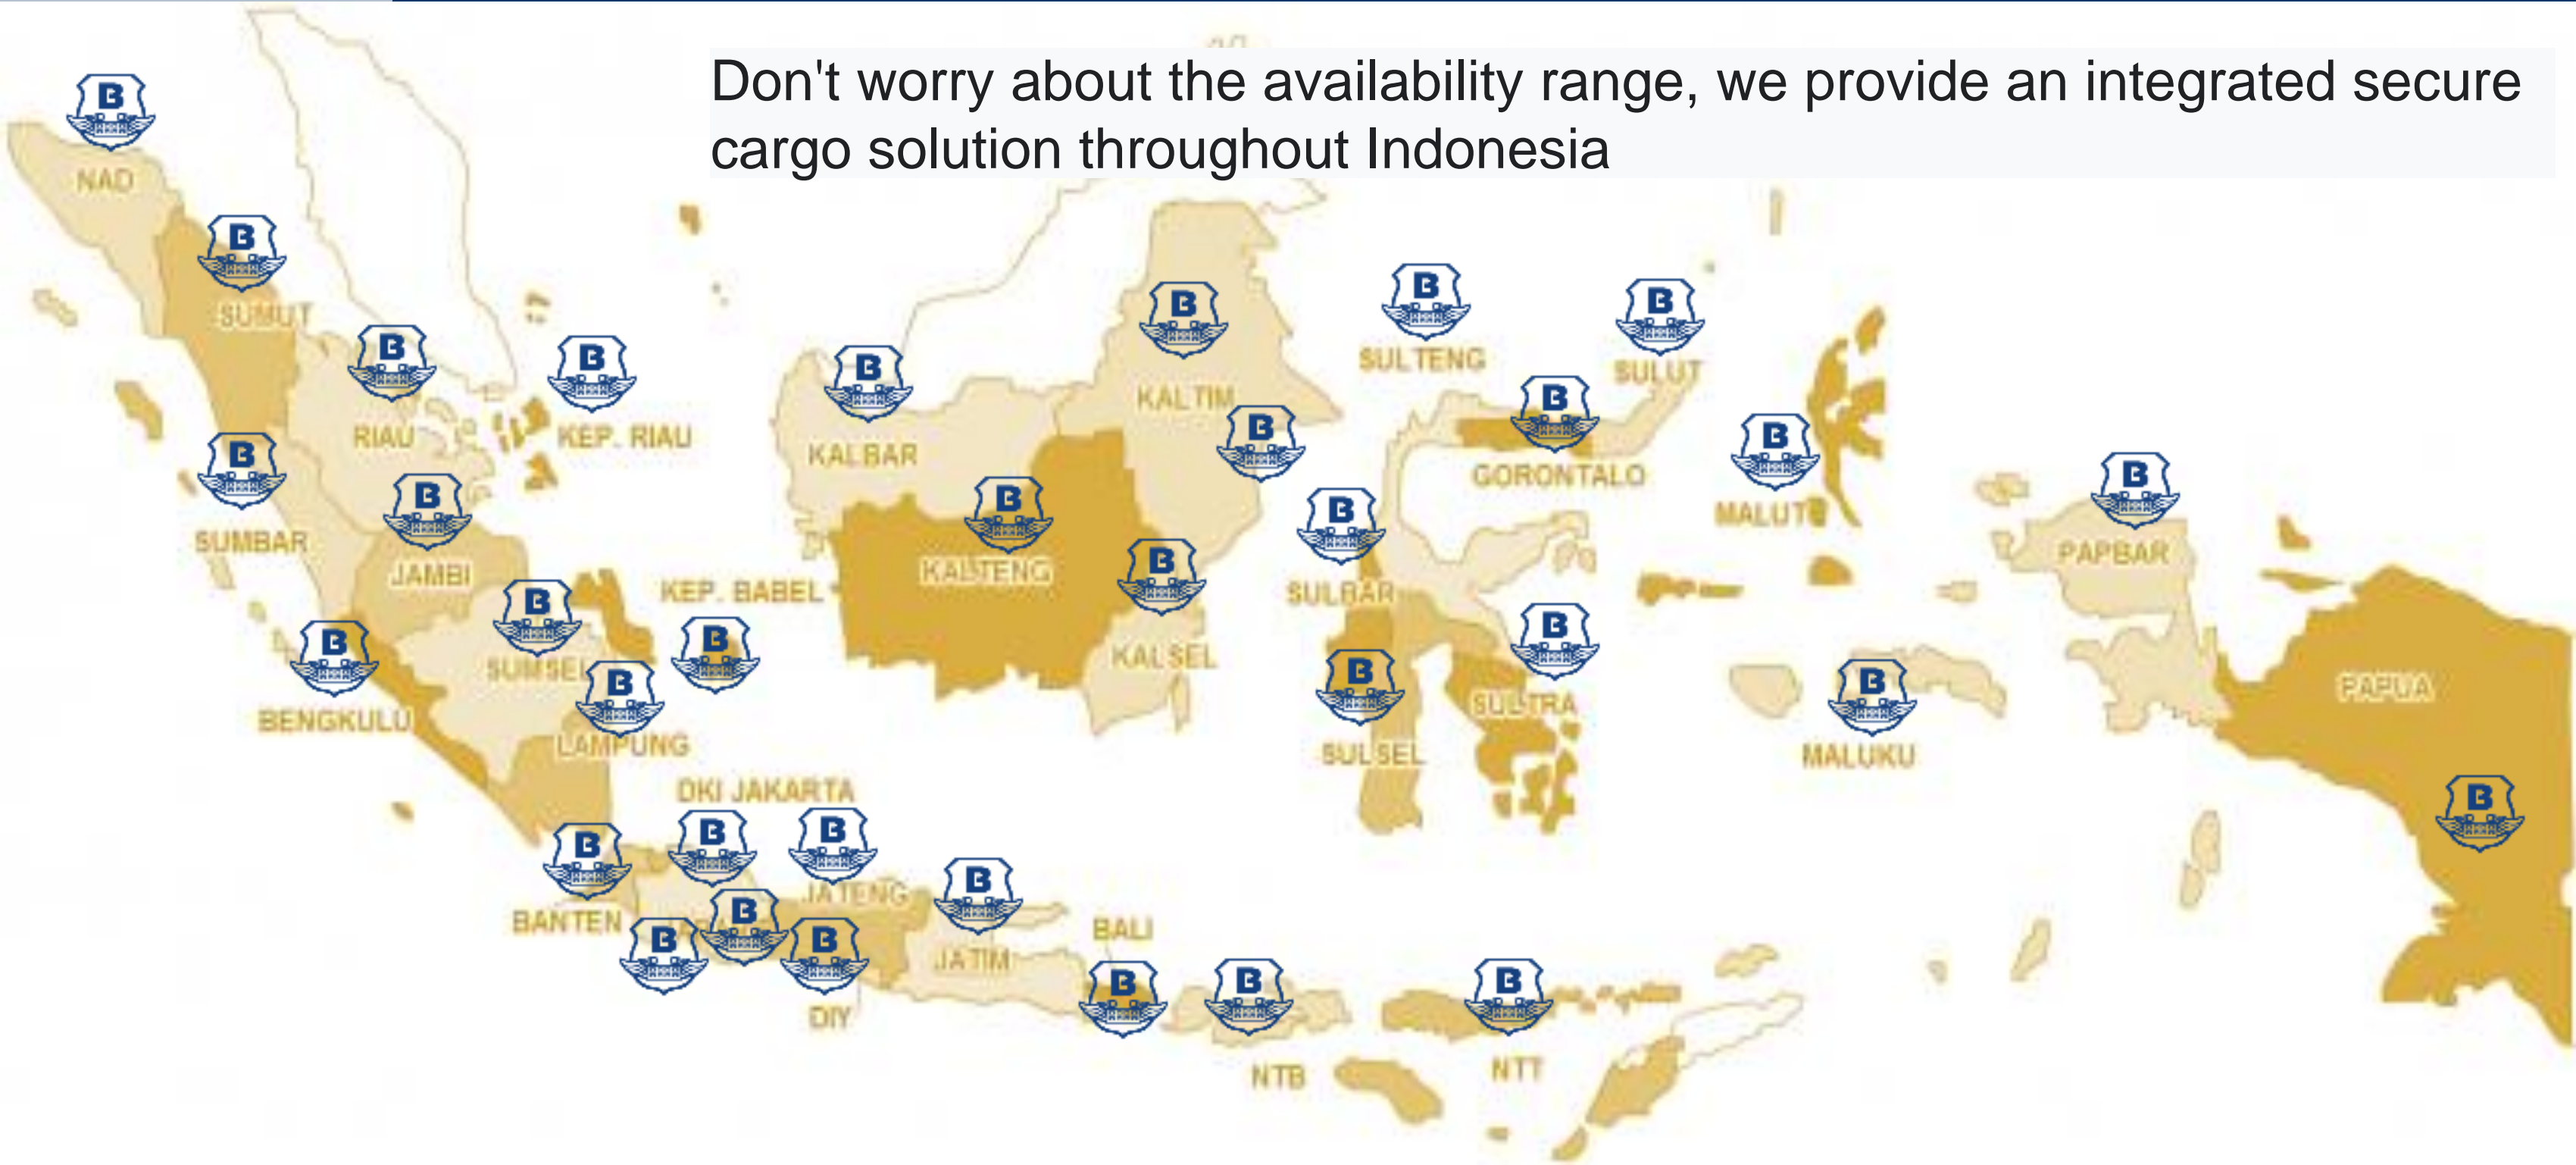 Don't worry about the availability range, we provide an integrated secure
cargo solution throughout Indonesia
B
NAD
B
SUMUT
B
RIAU
B
KEP. RIAU
B
SUMBAR
B
JAMBI
B
SUMSEL
B
BENGKULU
B
LAMPUNG
KEP. BABEL
B
B
KALBAR
B
KALTIM
B
B
KALTENG
B
KALSEL
B
SULTENG
B
SULUT
B
GORONTALO
B
SULBAR
B
SULSEL
B
SULTRA
B
MALUT
B
MALUKU
B
PAPBAR
PAPUA
B
DKI JAKARTA
B
B
JATENG
B
BANTEN
B
B
B
DIY
B
JATIM
BALI
B
B
NTB
B
NTT